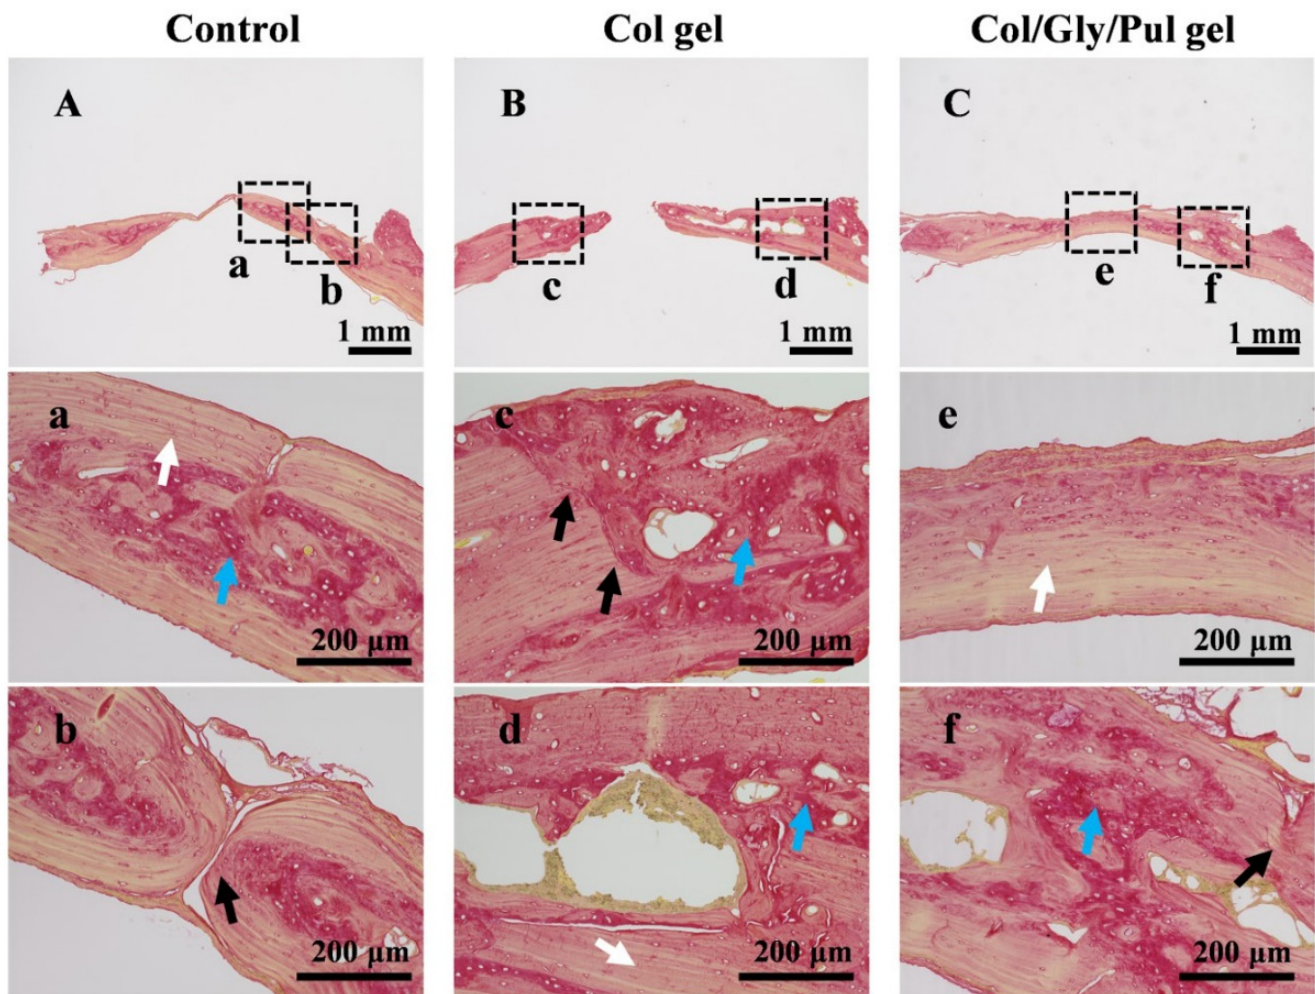 Control Col gel Col/Gly/Pul gel
A B C
a b c d e f
1 mm 1 mm 1 mm
a c e
200 µm 200 µm 200 µm
b d f
200 µm 200 µm 200 µm